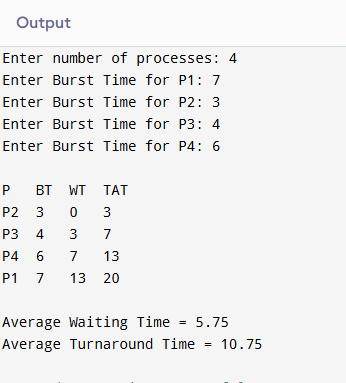 Output
Enter number of processes: 4
Enter Burst Time for P1: 7
Enter Burst Time for P2: 3
Enter Burst Time for P3: 4
Enter Burst Time for P4: 6
P BT WT TAT
P2 3 0 3
P3 4 3 7
P4 6 7 13
P1 7 13 20
Average Waiting Time = 5.75
Average Turnaround Time = 10.75